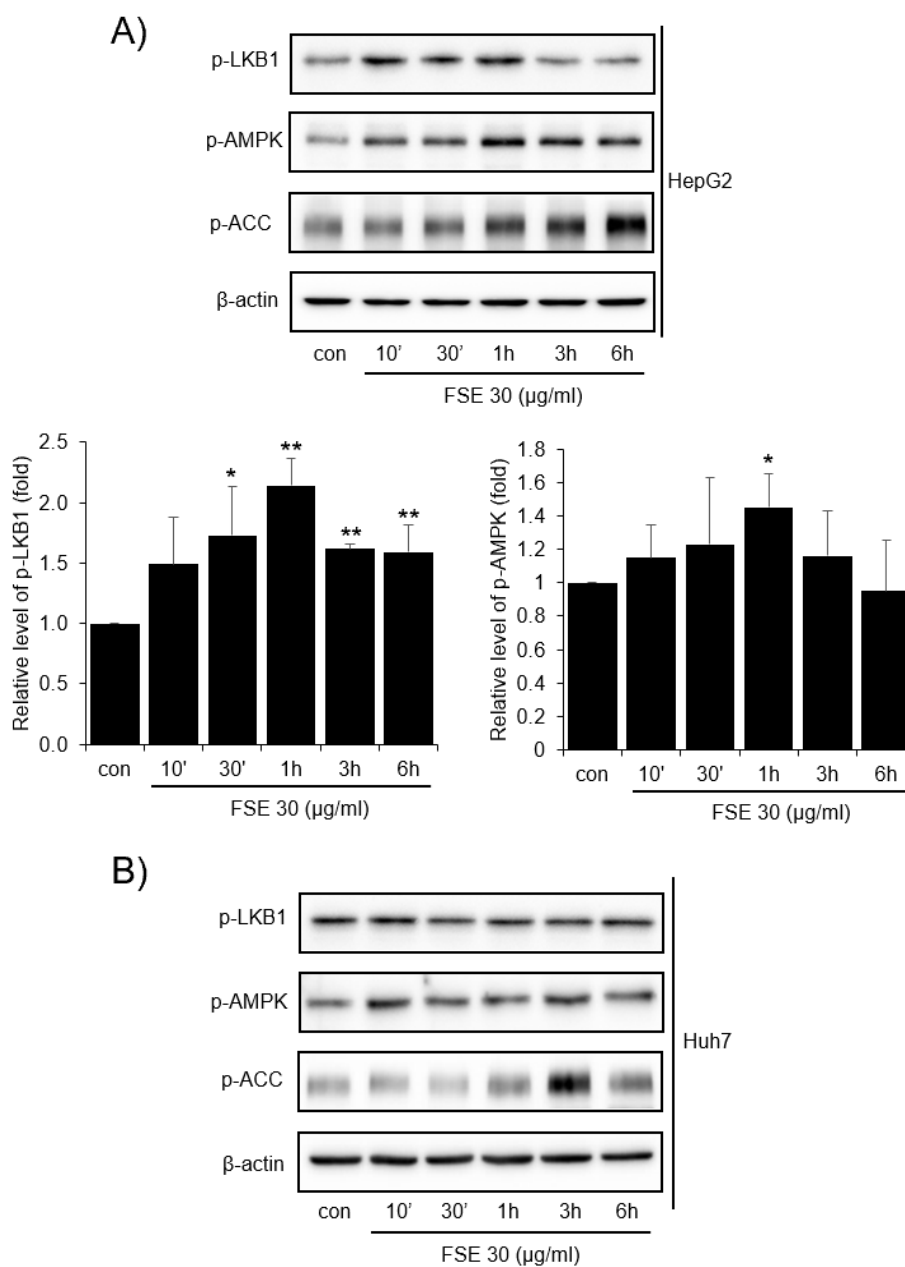 A)
p-LKB1
p-AMPK
p-ACC
β-actin
HepG2
con 10’ 30’ 1h 3h 6h
FSE 30 (µg/ml)
Relative level of p-LKB1 (fold)
2.5
2.0
1.5
1.0
0.5
0.0
* ** ** **
con 10' 30' 1h 3h 6h
FSE 30 (µg/ml)
Relative level of p-AMPK (fold)
1.8
1.6
1.4
1.2
1
0.8
0.6
0.4
0.2
0
*
con 10' 30' 1h 3h 6h
FSE 30 (µg/ml)
B)
p-LKB1
p-AMPK
p-ACC
β-actin
Huh7
con 10’ 30’ 1h 3h 6h
FSE 30 (µg/ml)